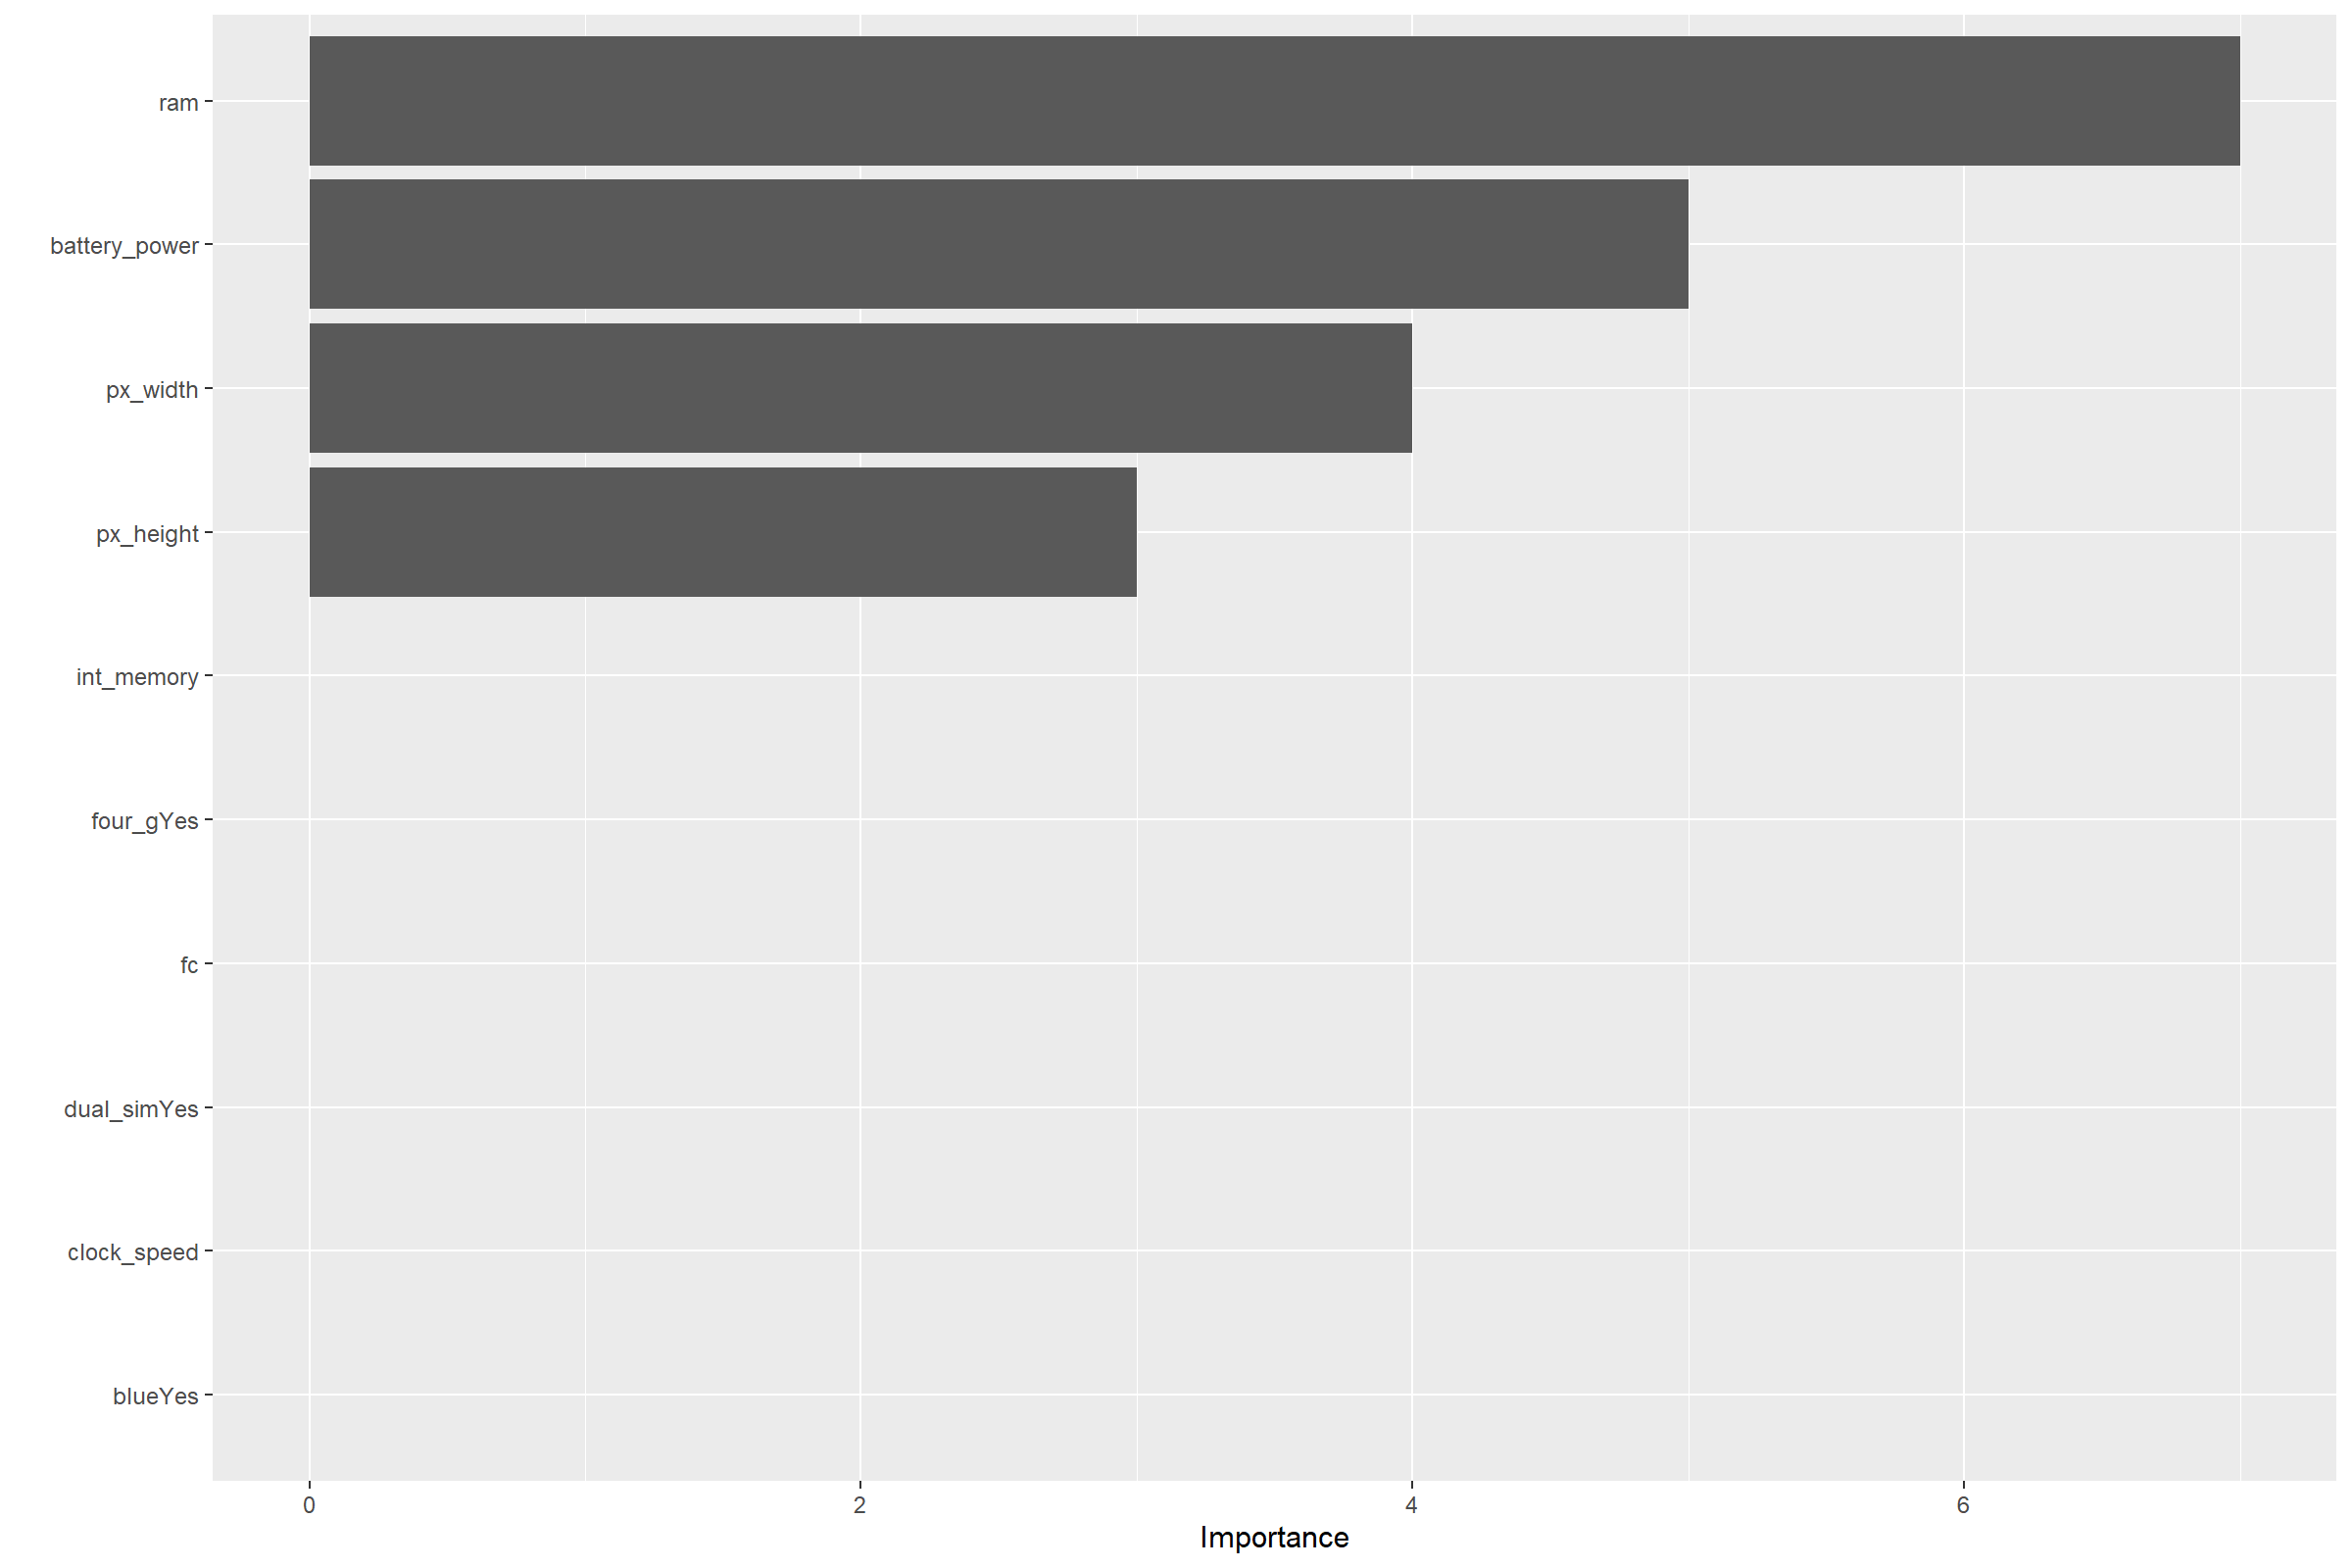 ram
battery_power
px_width
px_height
int_memory
four_gYes
fc
dual_simYes
clock_speed
blueYes
0 2 4 6
Importance